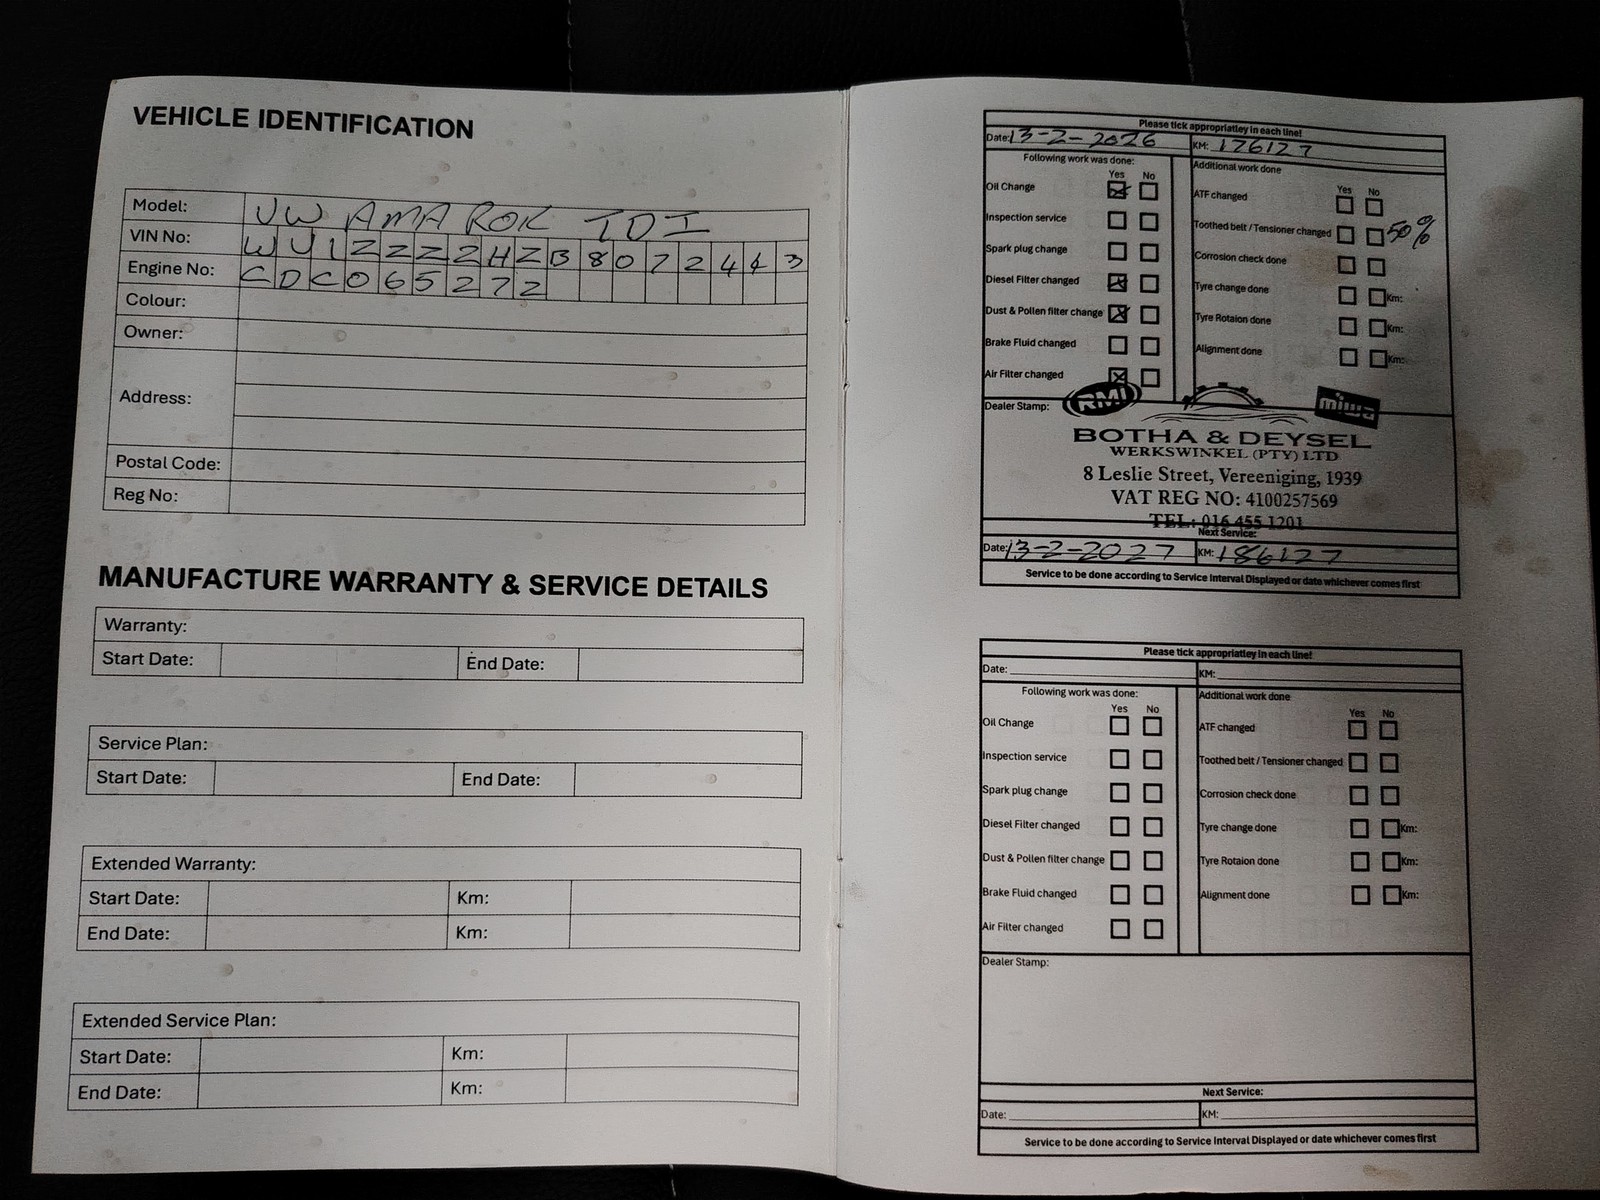 VEHICLE IDENTIFICATION
Model: VW AMAROK TDI
VIN No: WV1ZZZ2HZB8072443
Engine No: CDC065272
Colour:
Owner:
Address:
Postal Code:
Reg No:
MANUFACTURE WARRANTY & SERVICE DETAILS
Warranty:
Start Date: End Date:
Service Plan:
Start Date: End Date:
Extended Warranty:
Start Date: Km:
End Date: Km:
Extended Service Plan:
Start Date: Km:
End Date: Km:
Please tick appropriatley in each line!
Date: 13-2-2026 KM: 176127
Following work was done: Additional work done
Yes No Yes No
Oil Change ATF changed
Inspection service Toothed belt / Tensioner changed 50%
Spark plug change Corrosion check done
Diesel Filter changed Tyre change done Km:
Dust & Pollen filter change Tyre Rotaion done Km:
Brake Fluid changed Alignment done Km:
Air Filter changed
Dealer Stamp: RMI miwa
BOTHA & DEYSEL
WERKSWINKEL (PTY) LTD
8 Leslie Street, Vereeniging, 1939
VAT REG NO: 4100257569
TEL: 016 455 1201
Next Service:
Date: 13-2-2027 KM: 186127
Service to be done according to Service Interval Displayed or date whichever comes first
Please tick appropriatley in each line!
Date: KM:
Following work was done: Additional work done
Yes No Yes No
Oil Change ATF changed
Inspection service Toothed belt / Tensioner changed
Spark plug change Corrosion check done
Diesel Filter changed Tyre change done Km:
Dust & Pollen filter change Tyre Rotaion done Km:
Brake Fluid changed Alignment done Km:
Air Filter changed
Dealer Stamp:
Next Service:
Date: KM:
Service to be done according to Service Interval Displayed or date whichever comes first